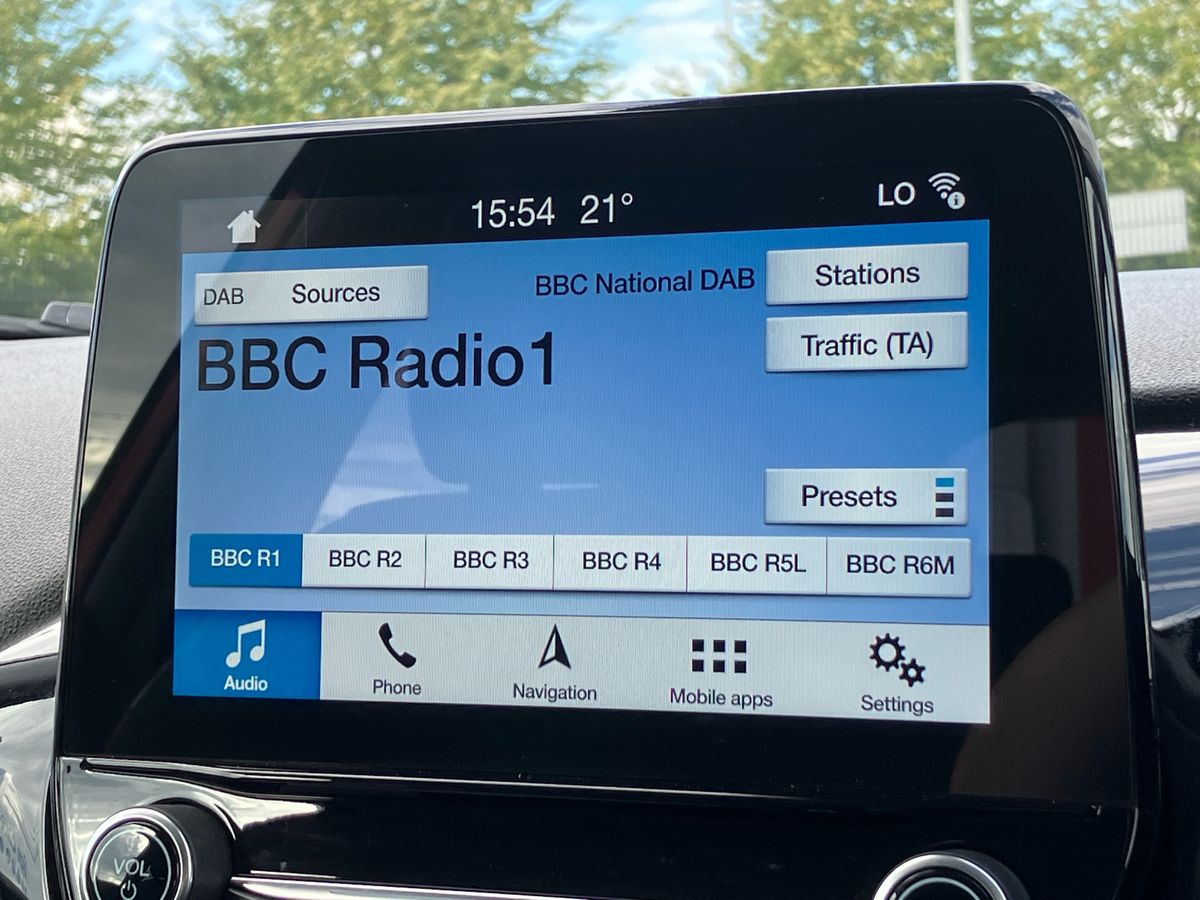 15:54 21° LO
DAB Sources
BBC National DAB
Stations
BBC Radio1
Traffic (TA)
Presets
BBC R1 BBC R2 BBC R3 BBC R4 BBC R5L BBC R6M
Audio Phone Navigation Mobile apps Settings
VOL